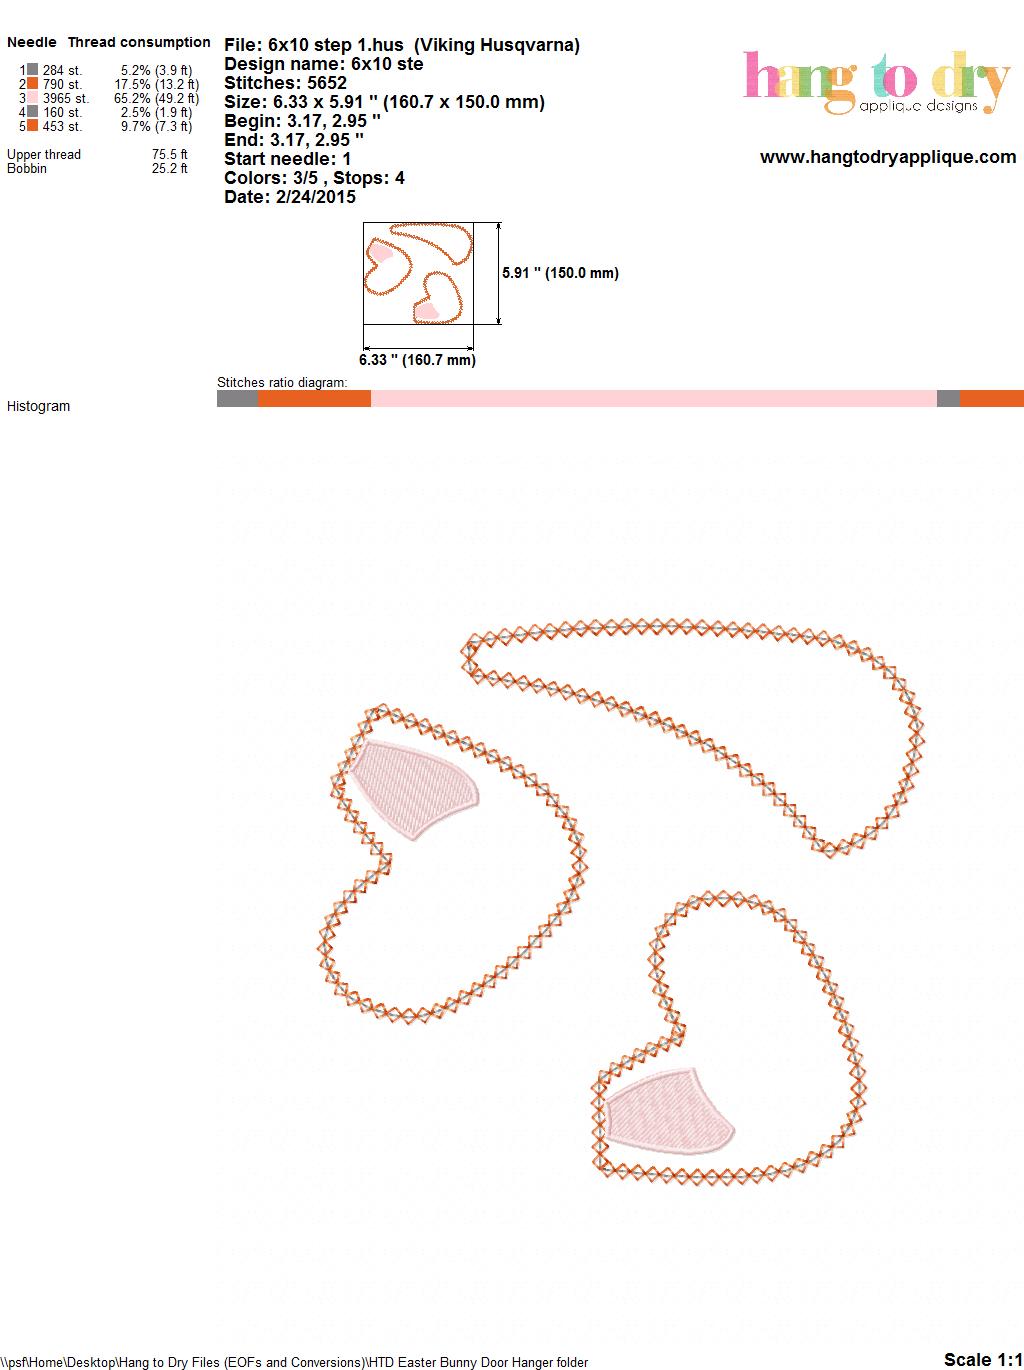 Needle Thread consumption
1 284 st. 5.2% (3.9 ft)
2 790 st. 17.5% (13.2 ft)
3 3965 st. 65.2% (49.2 ft)
4 160 st. 2.5% (1.9 ft)
5 453 st. 9.7% (7.3 ft)
Upper thread 75.5 ft
Bobbin 25.2 ft
File: 6x10 step 1.hus (Viking Husqvarna)
Design name: 6x10 ste
Stitches: 5652
Size: 6.33 x 5.91 " (160.7 x 150.0 mm)
Begin: 3.17, 2.95 "
End: 3.17, 2.95 "
Start needle: 1
Colors: 3/5 , Stops: 4
Date: 2/24/2015
hang to dry
applique designs
www.hangtodryapplique.com
5.91 " (150.0 mm)
6.33 " (160.7 mm)
Stitches ratio diagram:
Histogram
\\psf\Home\Desktop\Hang to Dry Files (EOFs and Conversions)\HTD Easter Bunny Door Hanger folder
Scale 1:1